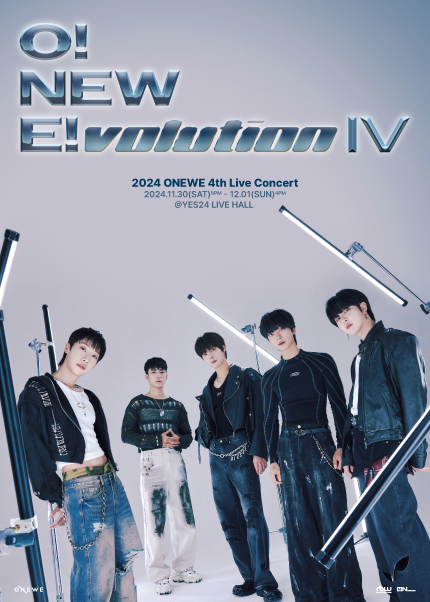 O!
NEW
E!volution IV
2024 ONEWE 4th Live Concert
2024.11.30(SAT) 5PM - 12.01(SUN) 4PM
@YES24 LIVE HALL
ONEWE